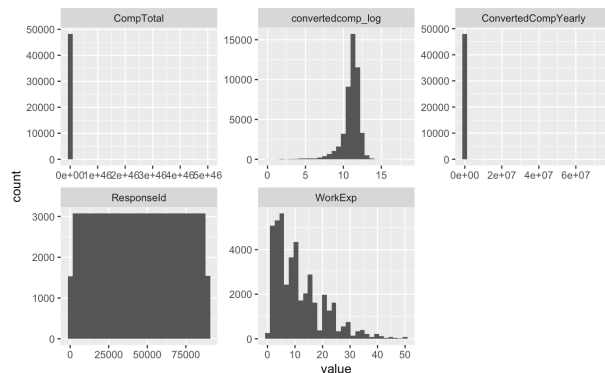 CompTotal
convertedcomp_log
ConvertedCompYearly
50000
40000
30000
20000
10000
0
0e+001e+462e+463e+464e+465e+46
15000
10000
5000
0
0 5 10 15
50000
40000
30000
20000
10000
0
0e+00 2e+07 4e+07 6e+07
count
ResponseId
WorkExp
3000
2000
1000
0
0 25000 50000 75000
4000
2000
0
0 10 20 30 40 50
value